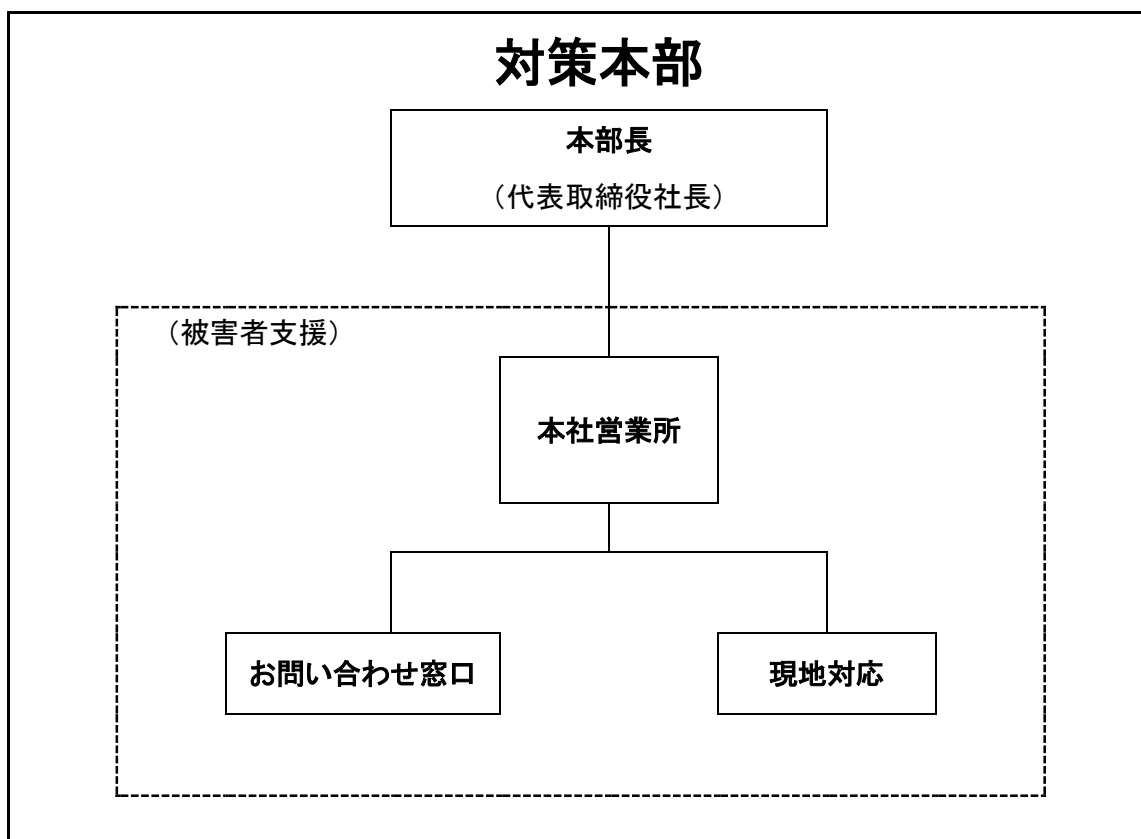 対策本部
本部長
（代表取締役社長）
（被害者支援）
本社営業所
お問い合わせ窓口
現地対応